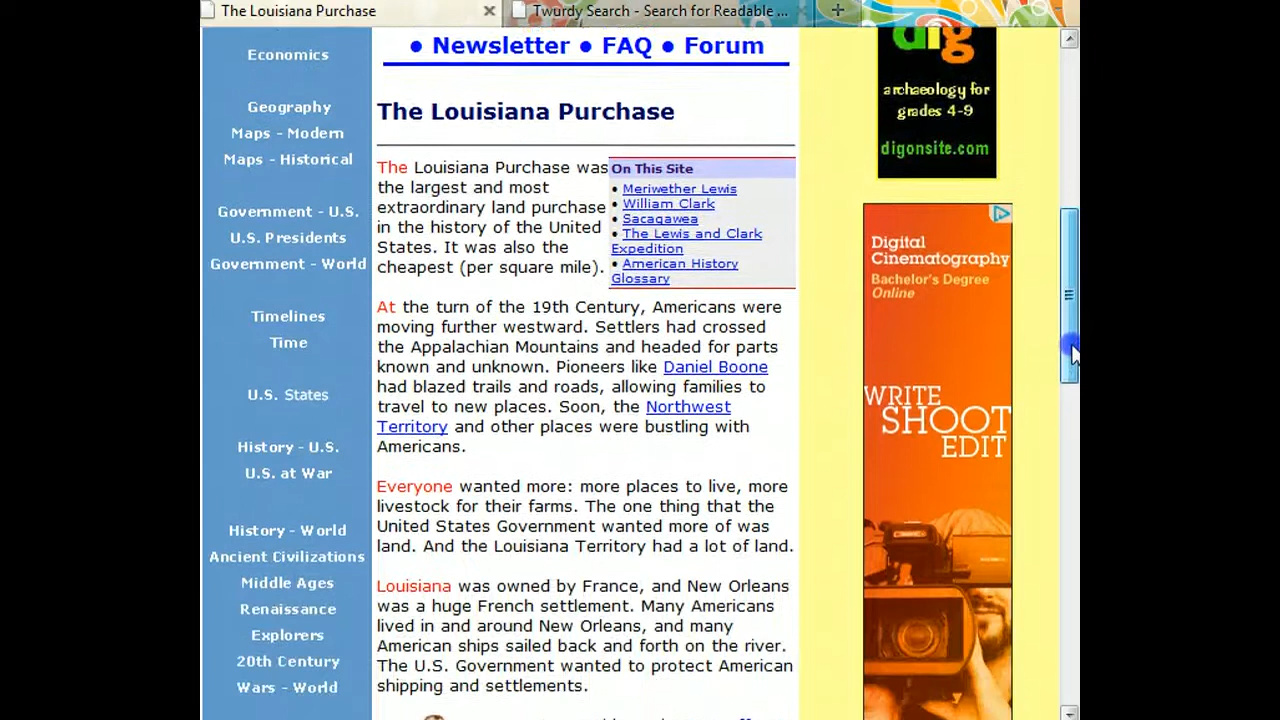 The Louisiana Purchase
Twurdy Search - Search for Readable ...
• Newsletter • FAQ • Forum
Economics
Geography
Maps - Modern
Maps - Historical
Government - U.S.
U.S. Presidents
Government - World
Timelines
Time
U.S. States
History - U.S.
U.S. at War
History - World
Ancient Civilizations
Middle Ages
Renaissance
Explorers
20th Century
Wars - World
The Louisiana Purchase
The Louisiana Purchase was
the largest and most
extraordinary land purchase
in the history of the United
States. It was also the
cheapest (per square mile).
On This Site
• Meriwether Lewis
• William Clark
• Sacagawea
• The Lewis and Clark
Expedition
• American History
Glossary
At the turn of the 19th Century, Americans were
moving further westward. Settlers had crossed
the Appalachian Mountains and headed for parts
known and unknown. Pioneers like Daniel Boone
had blazed trails and roads, allowing families to
travel to new places. Soon, the Northwest
Territory and other places were bustling with
Americans.
Everyone wanted more: more places to live, more
livestock for their farms. The one thing that the
United States Government wanted more of was
land. And the Louisiana Territory had a lot of land.
Louisiana was owned by France, and New Orleans
was a huge French settlement. Many Americans
lived in and around New Orleans, and many
American ships sailed back and forth on the river.
The U.S. Government wanted to protect American
shipping and settlements.
dig
archaeology for
grades 4-9
digonsite.com
Digital
Cinematography
Bachelor's Degree
Online
WRITE
SHOOT
EDIT